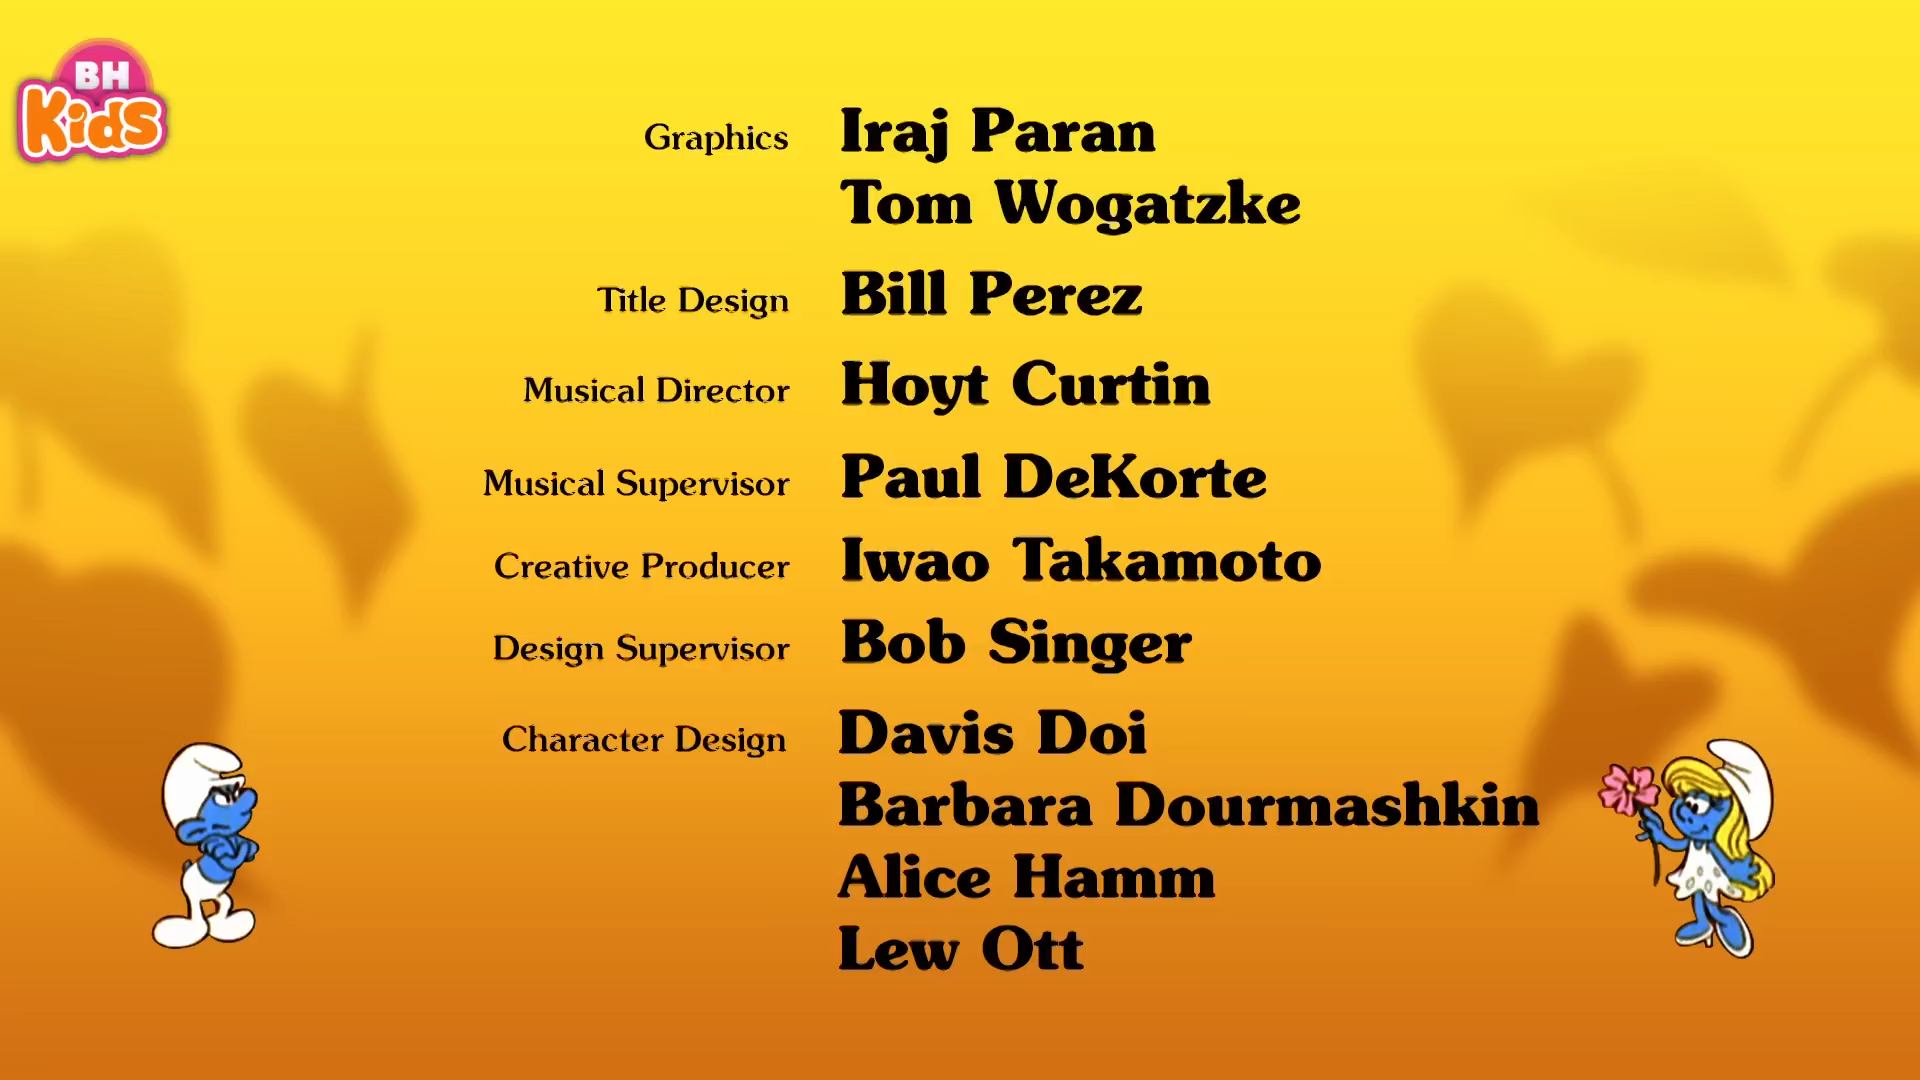 BH
Kids
Graphics Iraj Paran
Tom Wogatzke
Title Design Bill Perez
Musical Director Hoyt Curtin
Musical Supervisor Paul DeKorte
Creative Producer Iwao Takamoto
Design Supervisor Bob Singer
Character Design Davis Doi
Barbara Dourmashkin
Alice Hamm
Lew Ott